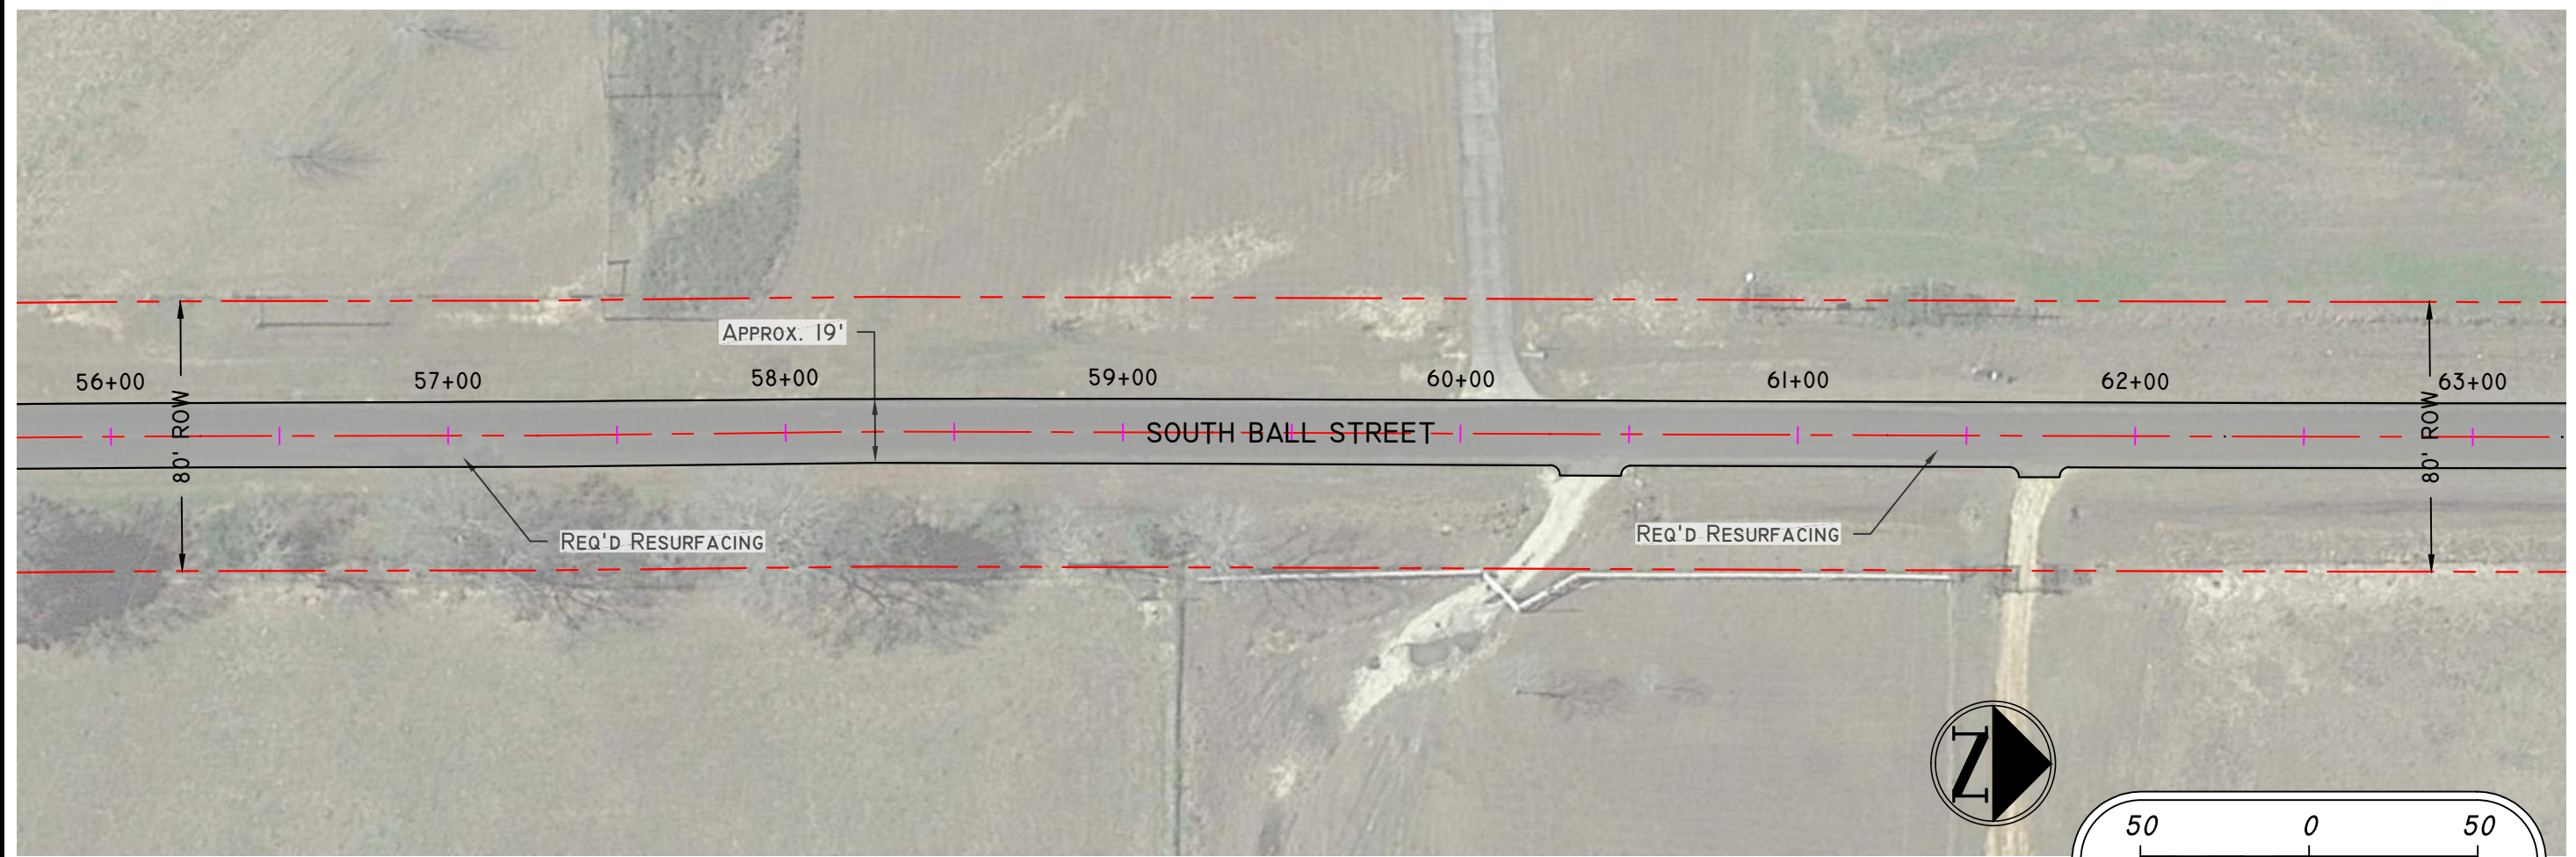 APPROX. 19'
56+00 57+00 58+00 59+00 60+00 61+00 62+00 63+00
80' ROW
SOUTH BALL STREET
80' ROW
REQ'D RESURFACING
REQ'D RESURFACING
N
50 0 50